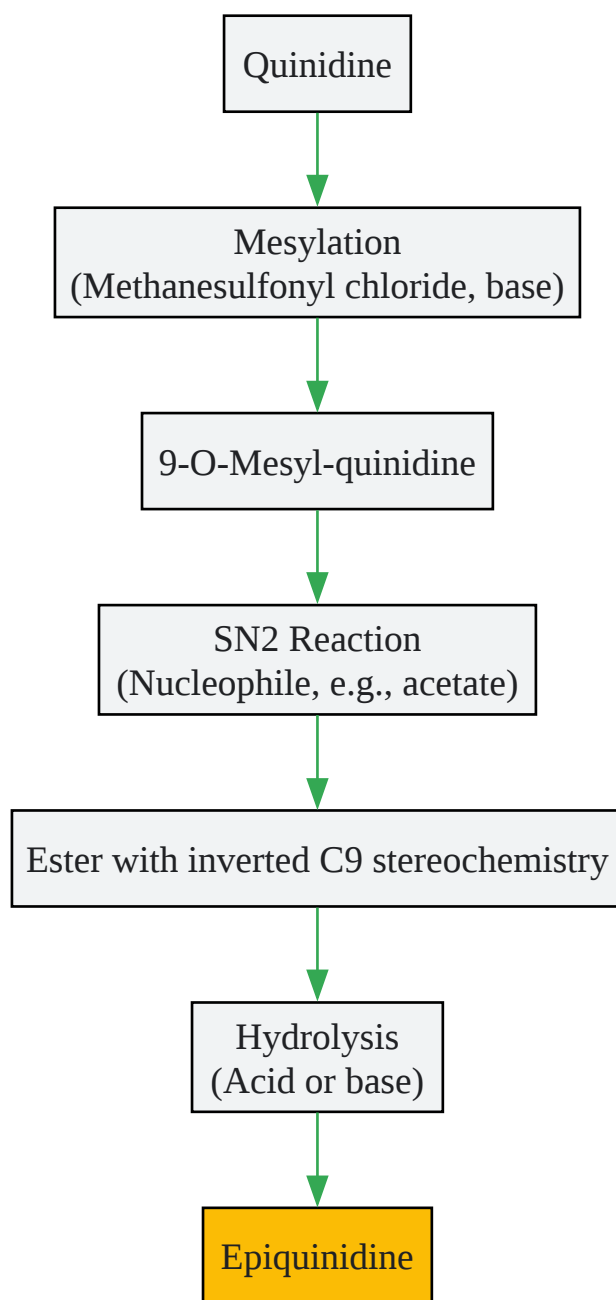 Quinidine
Mesylation
(Methanesulfonyl chloride, base)
9-O-Mesyl-quinidine
SN2 Reaction
(Nucleophile, e.g., acetate)
Ester with inverted C9 stereochemistry
Hydrolysis
(Acid or base)
Epiquinidine